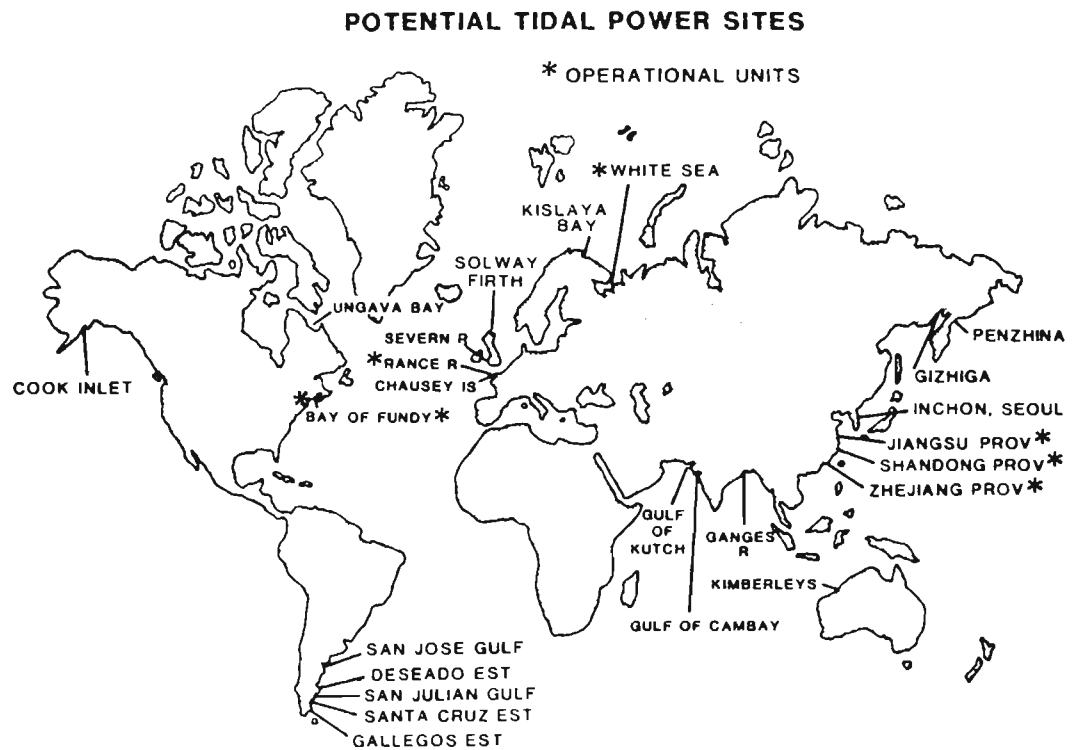 POTENTIAL TIDAL POWER SITES
* OPERATIONAL UNITS
*WHITE SEA
KISLAYA
BAY
SOLWAY
FIRTH
UNGAVA BAY
SEVERN R
*RANCE R
CHAUSEY IS
COOK INLET
*
BAY OF FUNDY*
PENZHINA
GIZHIGA
INCHON, SEOUL
JIANGSU PROV*
SHANDONG PROV*
ZHEJIANG PROV*
GULF
OF
KUTCH
GANGES
R
KIMBERLEYS
GULF OF CAMBAY
SAN JOSE GULF
DESEADO EST
SAN JULIAN GULF
SANTA CRUZ EST
GALLEGOS EST